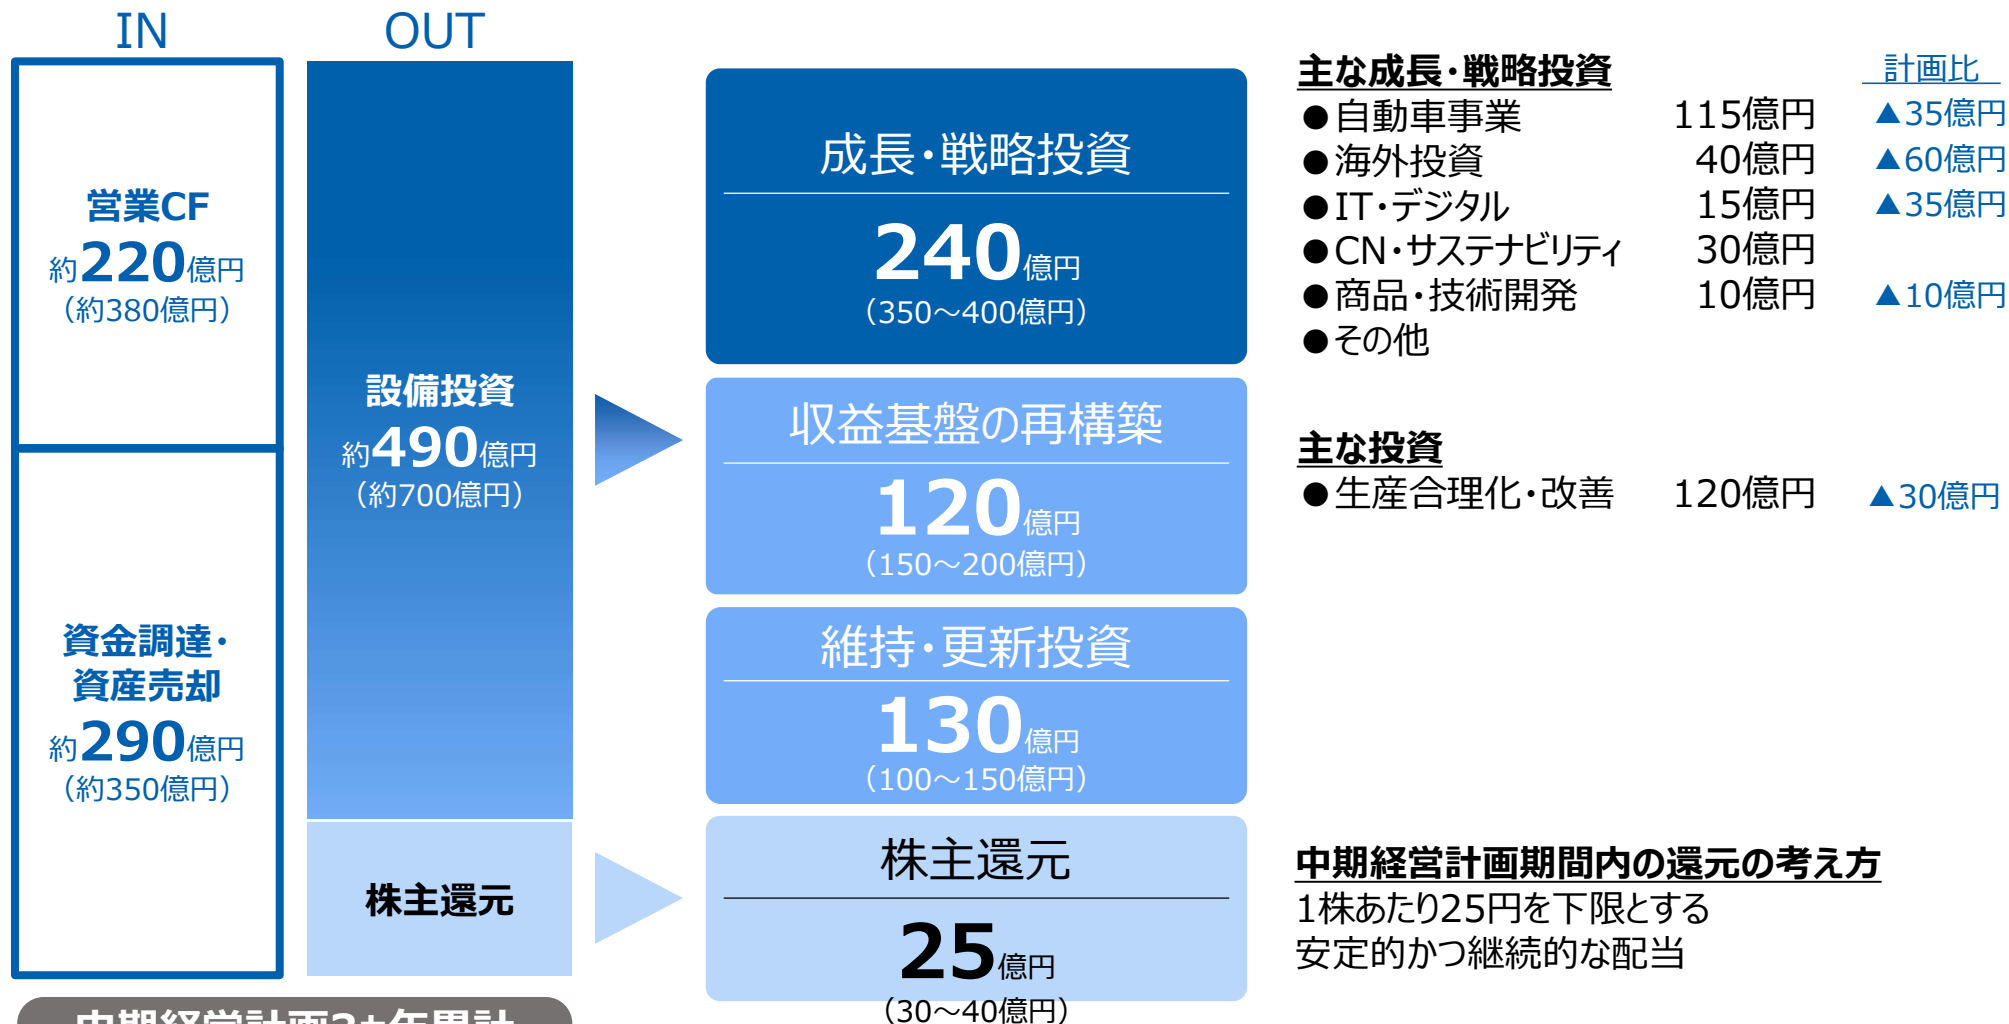 IN
OUT
営業CF
約220億円
（約380億円）
資金調達・
資産売却
約290億円
（約350億円）
設備投資
約490億円
（約700億円）
株主還元
成長・戦略投資
240億円
（350～400億円）
収益基盤の再構築
120億円
（150～200億円）
維持・更新投資
130億円
（100～150億円）
株主還元
25億円
（30～40億円）
主な成長・戦略投資 計画比
●自動車事業 115億円 ▲35億円
●海外投資 40億円 ▲60億円
●IT・デジタル 15億円 ▲35億円
●CN・サステナビリティ 30億円
●商品・技術開発 10億円 ▲10億円
●その他
主な投資
●生産合理化・改善 120億円 ▲30億円
中期経営計画期間内の還元の考え方
1株あたり25円を下限とする
安定的かつ継続的な配当
中期経営計画3ヵ年累計